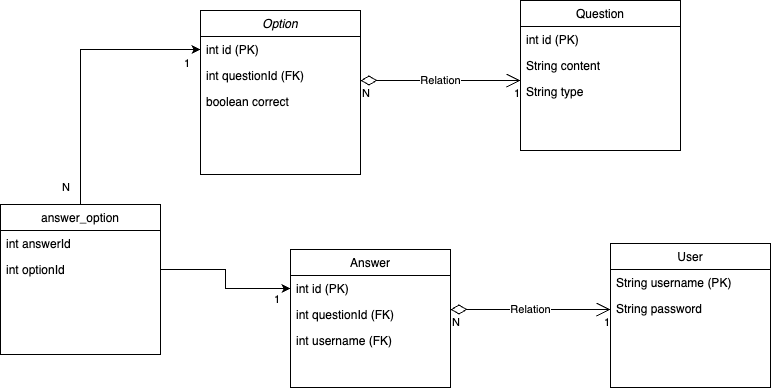 Option
int id (PK)
int questionId (FK)
boolean correct
Question
int id (PK)
String content
String type
1
N
Relation
1
N
answer_option
int answerId
int optionId
1
Answer
int id (PK)
int questionId (FK)
int username (FK)
N
Relation
1
User
String username (PK)
String password